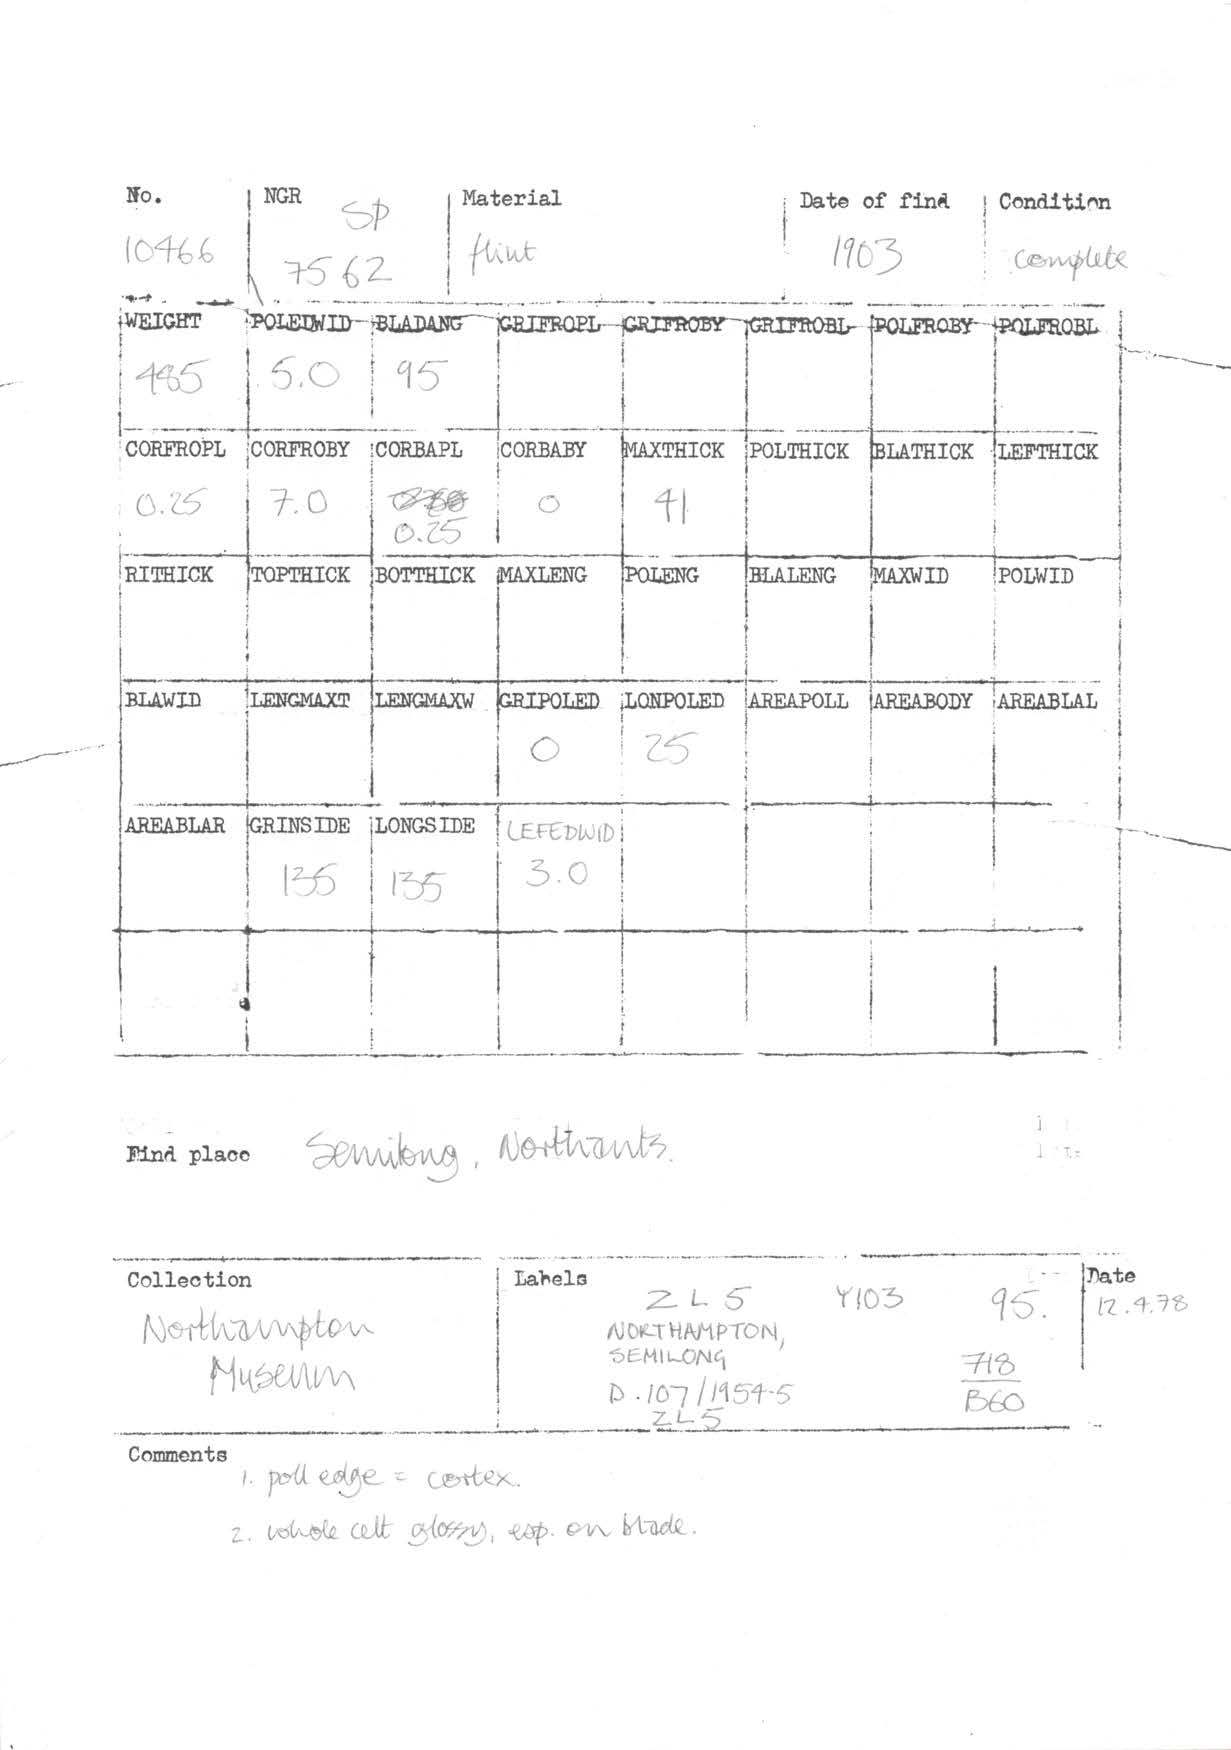 No. NGR Material Date of find Condition
SP
10466 7562 flint 1903 complete
WEIGHT POLEDWID BLADANG GRIFROPL GRIFROBY GRIFROBL POLFROBY POLFROBL
485 5.0 95
CORFROPL CORFROBY CORBAPL CORBABY MAXTHICK POLTHICK BLATHICK LEFTHICK
0.25 7.0 0 41
0.25
RITHICK TOPTHICK BOTTHICK MAXLENG POLENG BLALENG MAXWID POLWID
BLAWID LENGMAXT LENGMAXW GRIPOLED LONPOLED AREAPOLL AREABODY AREABLAL
0 25
AREABLAR GRINSIDE LONGSIDE LEFEDWID
135 135 3.0
Find place Semilong, Northants.
Collection Labels Date
ZL5 Y103 95. 12.4.78
Northampton
Museum
NORTHAMPTON,
SEMILONG
D.107/1954-5
ZL5
718
B60
Comments
1. poll edge = cortex.
2. whole celt glossy, esp. on blade.